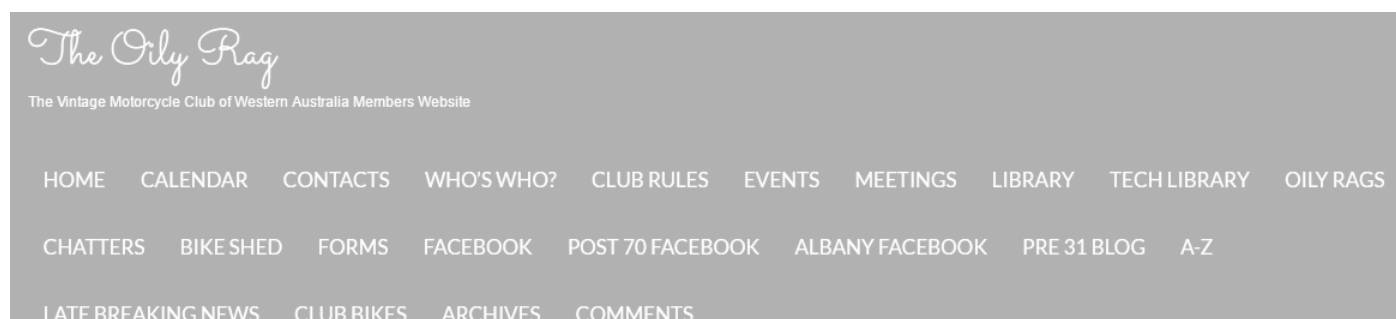 The Oily Rag
The Vintage Motorcycle Club of Western Australia Members Website
HOME CALENDAR CONTACTS WHO'S WHO? CLUB RULES EVENTS MEETINGS LIBRARY TECH LIBRARY OILY RAGS
CHATTERS BIKE SHED FORMS FACEBOOK POST 70 FACEBOOK ALBANY FACEBOOK PRE 31 BLOG A-Z
LATE BREAKING NEWS CLUB BIKES ARCHIVES COMMENTS